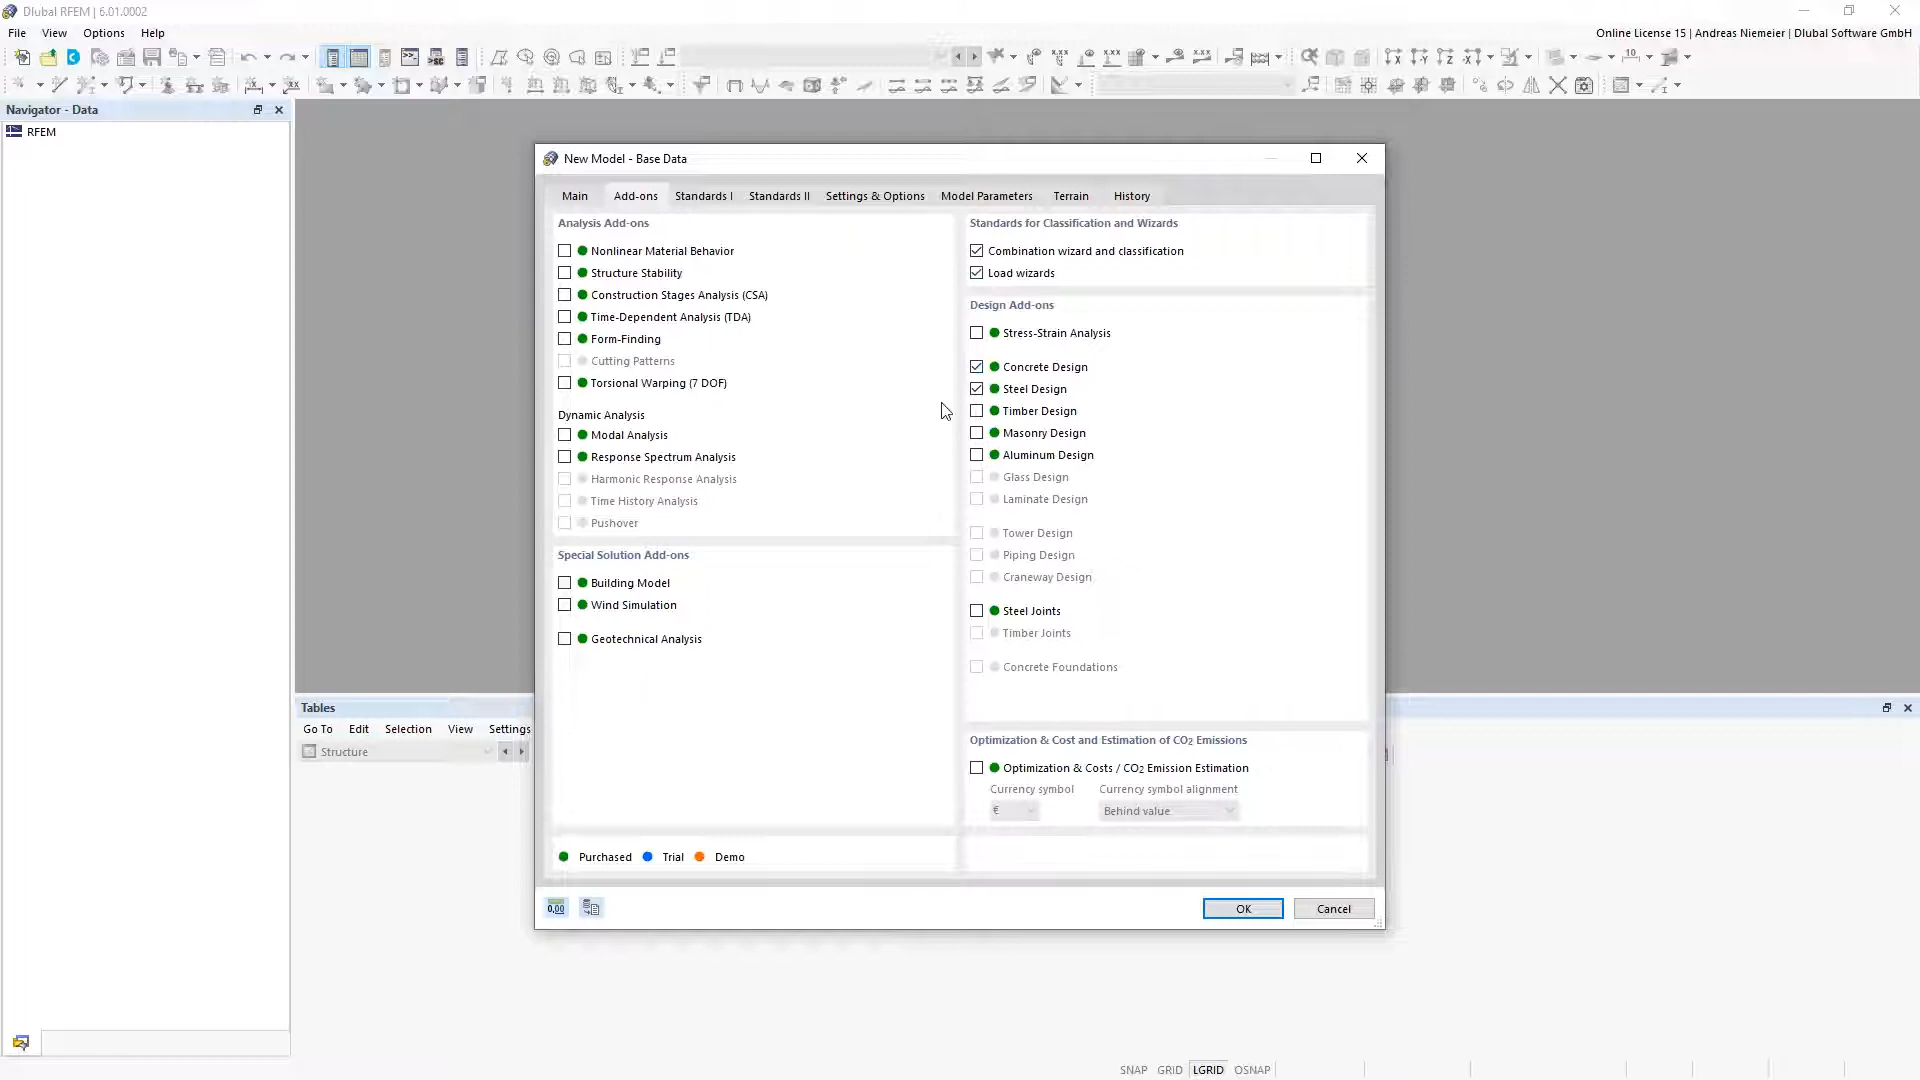 Dlubal RFEM | 6.01.0002
File View Options Help
Online License 15 | Andreas Niemeier | Dlubal Software GmbH
Navigator - Data
RFEM
New Model - Base Data
Main Add-ons Standards I Standards II Settings & Options Model Parameters Terrain History
Analysis Add-ons
Nonlinear Material Behavior
Structure Stability
Construction Stages Analysis (CSA)
Time-Dependent Analysis (TDA)
Form-Finding
Cutting Patterns
Torsional Warping (7 DOF)
Dynamic Analysis
Modal Analysis
Response Spectrum Analysis
Harmonic Response Analysis
Time History Analysis
Pushover
Special Solution Add-ons
Building Model
Wind Simulation
Geotechnical Analysis
Purchased Trial Demo
Standards for Classification and Wizards
Combination wizard and classification
Load wizards
Design Add-ons
Stress-Strain Analysis
Concrete Design
Steel Design
Timber Design
Masonry Design
Aluminum Design
Glass Design
Laminate Design
Tower Design
Piping Design
Craneway Design
Steel Joints
Timber Joints
Concrete Foundations
Optimization & Cost and Estimation of CO2 Emissions
Optimization & Costs / CO2 Emission Estimation
Currency symbol Currency symbol alignment
€ Behind value
0,00
OK Cancel
Tables
Go To Edit Selection View Settings
Structure
SNAP GRID LGRID OSNAP